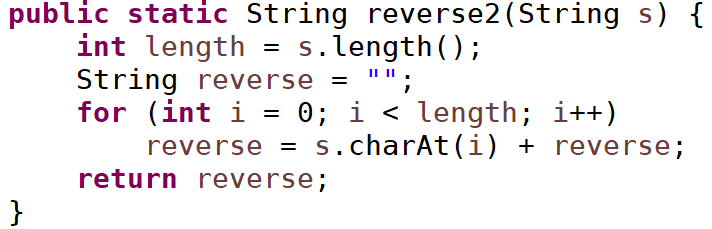 public static String reverse2(String s) {
    int length = s.length();
    String reverse = "";
    for (int i = 0; i < length; i++)
        reverse = s.charAt(i) + reverse;
    return reverse;
}